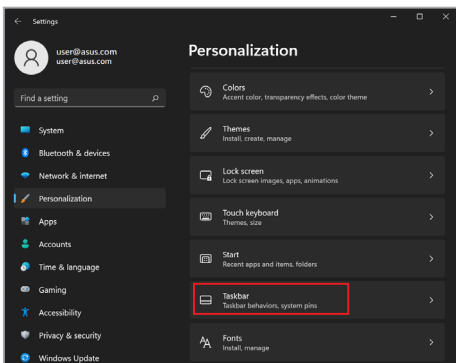 Settings
user@asus.com
user@asus.com
Find a setting
System
Bluetooth & devices
Network & internet
Personalization
Apps
Accounts
Time & language
Gaming
Accessibility
Privacy & security
Windows Update
Personalization
Colors
Accent color, transparency effects, color theme
Themes
Install, create, manage
Lock screen
Lock screen images, apps, animations
Touch keyboard
Themes, size
Start
Recent apps and items, folders
Taskbar
Taskbar behaviors, system pins
Fonts
Install, manage